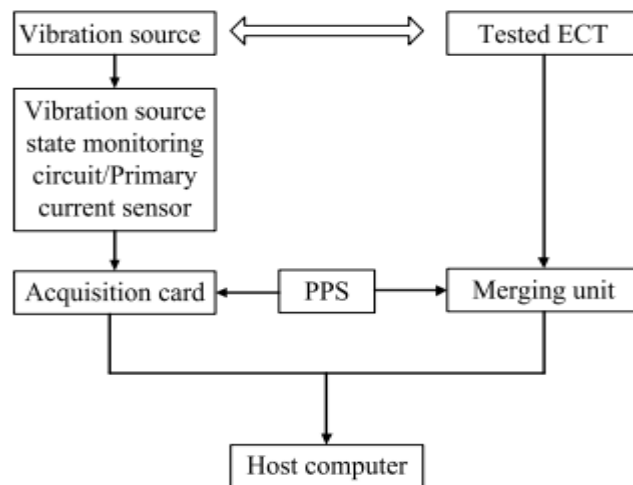 Vibration source
Tested ECT
Vibration source
state monitoring
circuit/Primary
current sensor
Acquisition card
PPS
Merging unit
Host computer